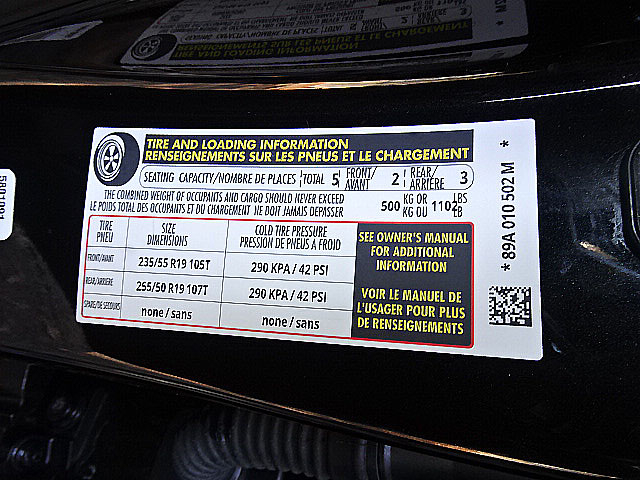 TIRE AND LOADING INFORMATION
RENSEIGNEMENTS SUR LES PNEUS ET LE CHARGEMENT
SEATING CAPACITY/NOMBRE DE PLACES TOTAL 5 FRONT/AVANT 2 REAR/ARRIÈRE 3
THE COMBINED WEIGHT OF OCCUPANTS AND CARGO SHOULD NEVER EXCEED
LE POIDS TOTAL DES OCCUPANTS ET DU CHARGEMENT NE DOIT JAMAIS DEPASSER
500 KG OR 1102 LBS
KG OU LB
TIRE PNEU
SIZE DIMENSIONS
COLD TIRE PRESSURE
PRESSION DE PNEUS A FROID
FRONT/AVANT 235/55 R19 105T 290 KPA / 42 PSI
REAR/ARRIÈRE 255/50 R19 107T 290 KPA / 42 PSI
SPARE/DE SECOURS none / sans none / sans
SEE OWNER'S MANUAL
FOR ADDITIONAL
INFORMATION
VOIR LE MANUEL DE
L'USAGER POUR PLUS
DE RENSEIGNEMENTS
* 89A 010 502 M *